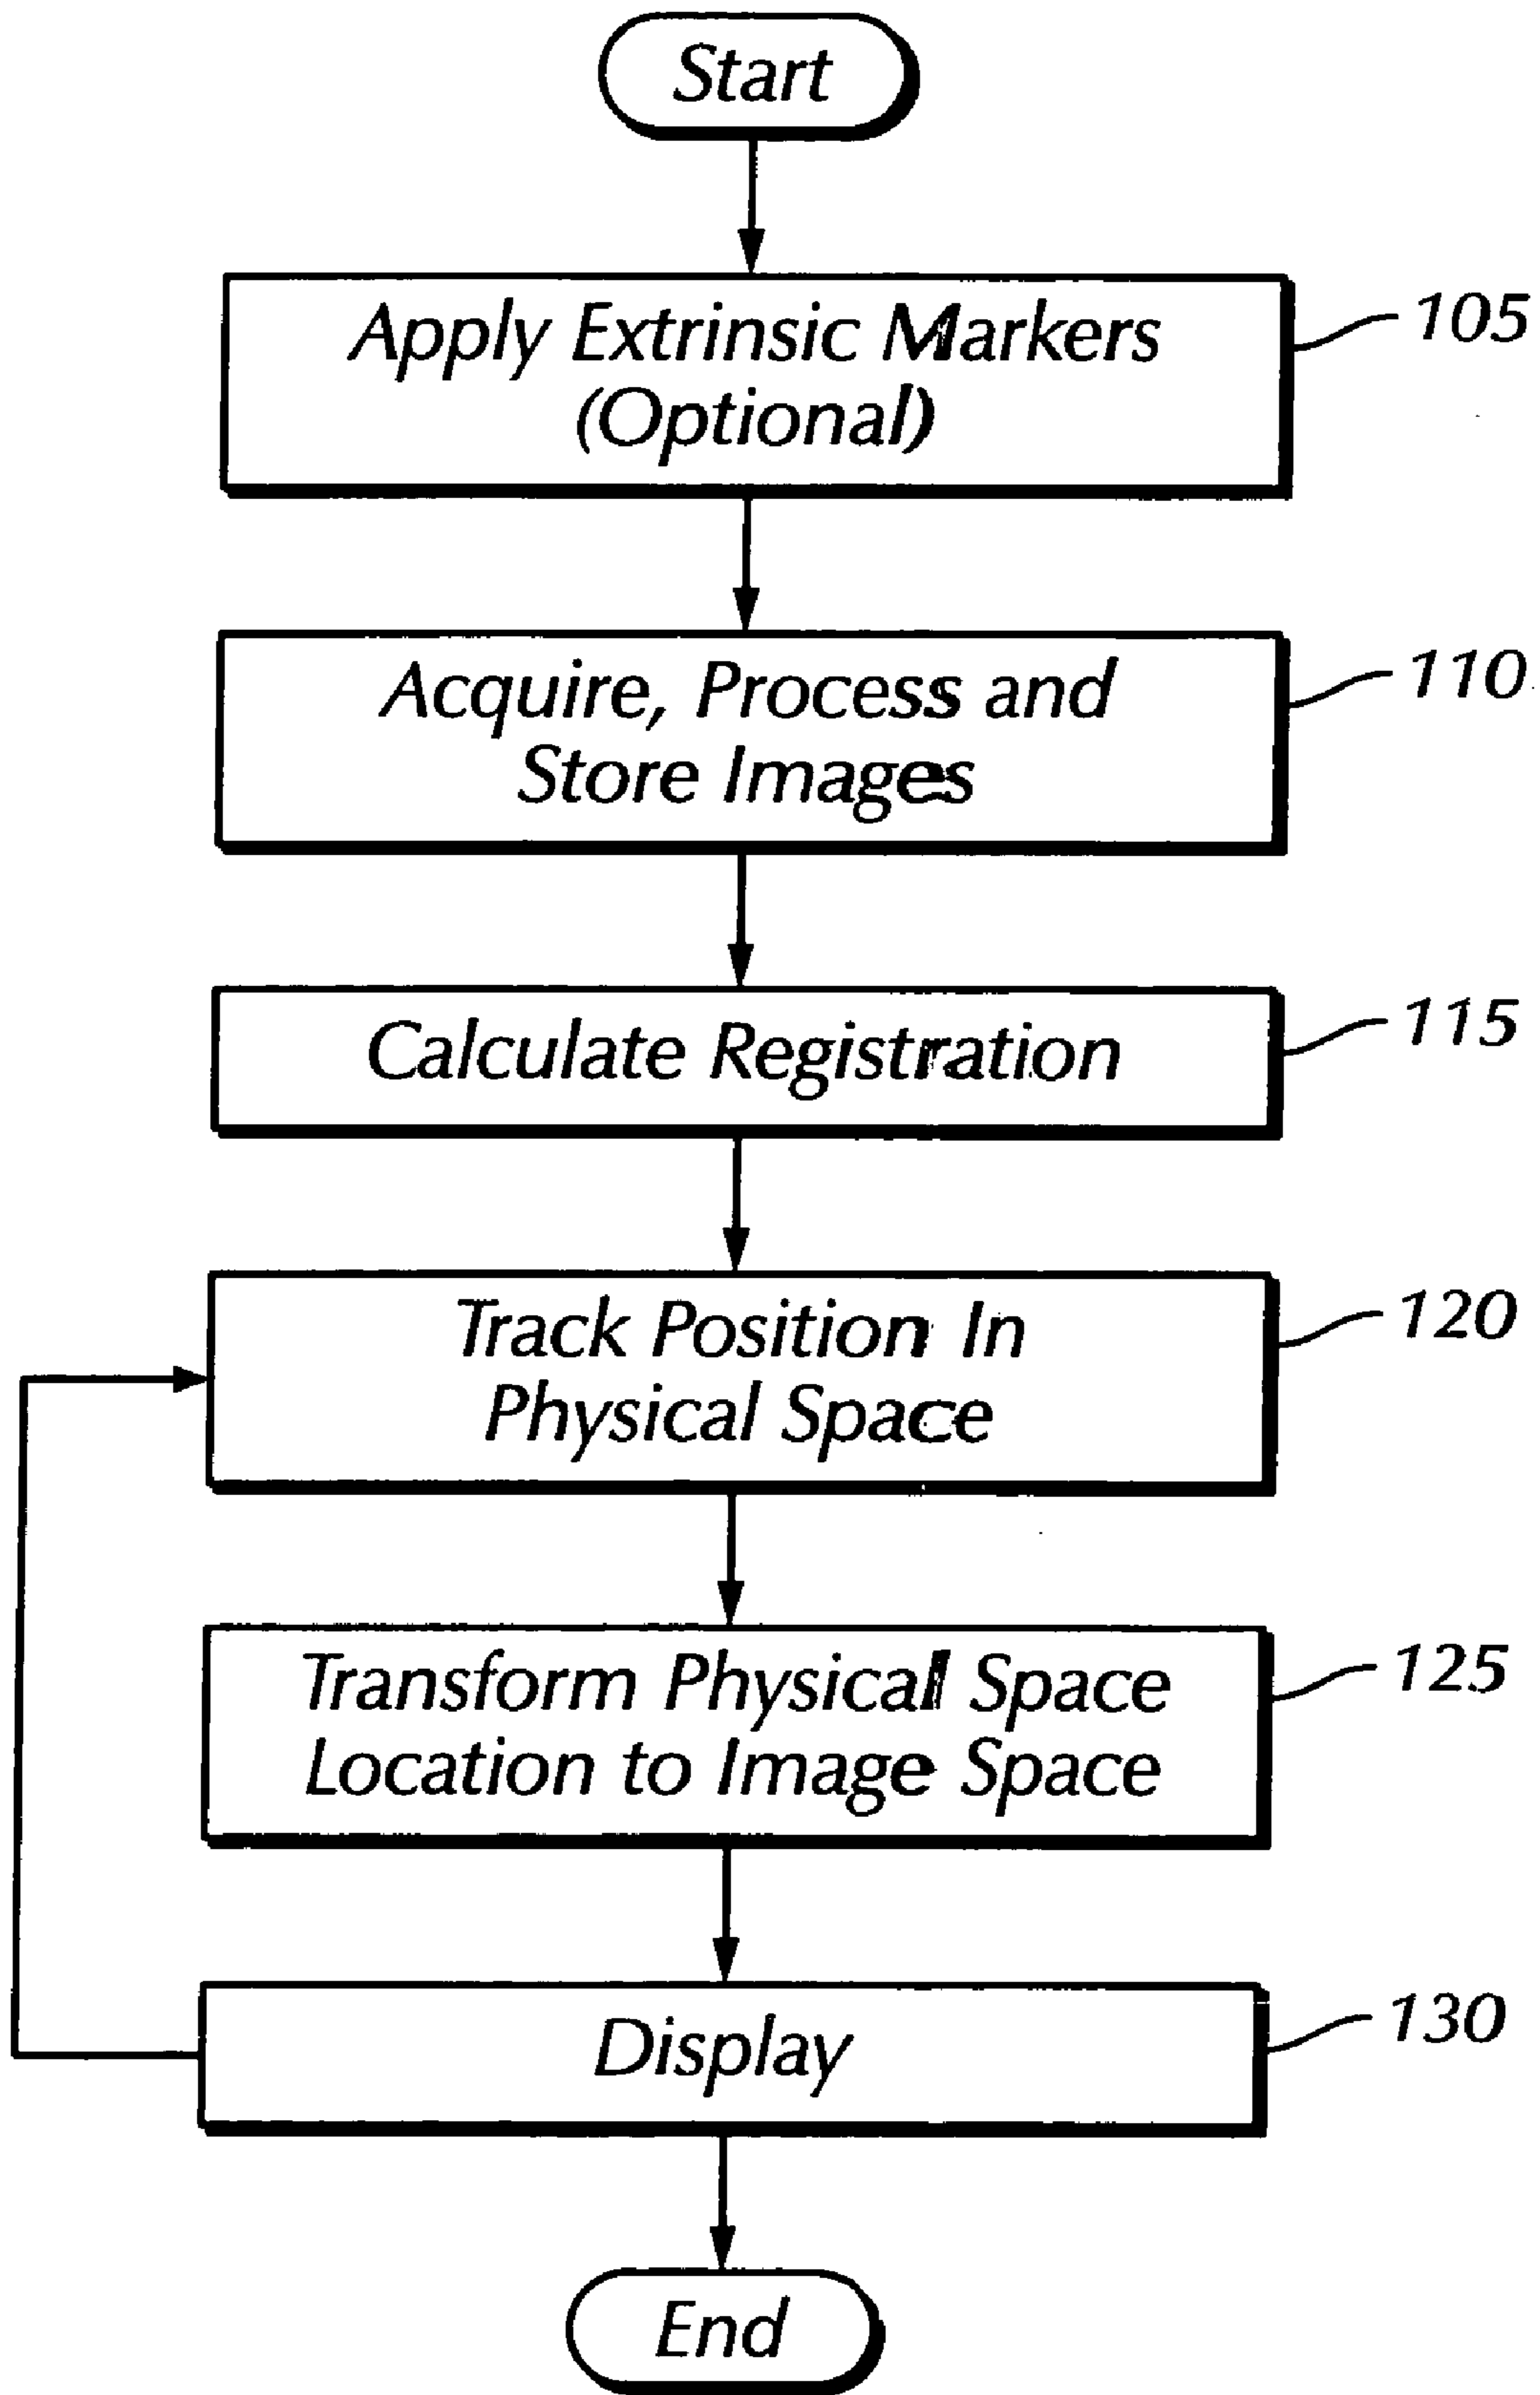 Start
Apply Extrinsic Markers
(Optional)
105
Acquire, Process and
Store Images
110
Calculate Registration
115
Track Position In
Physical Space
120
Transform Physical Space
Location to Image Space
125
Display
130
End